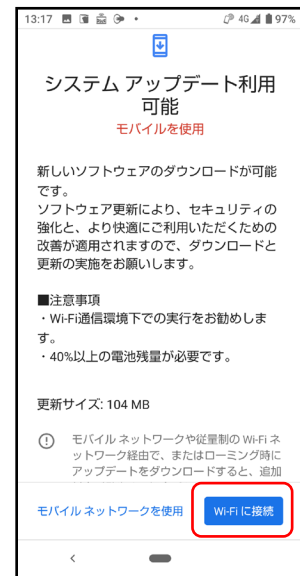 13:17
4G 97%
システム アップデート利用
可能
モバイルを使用
新しいソフトウェアのダウンロードが可能
です。
ソフトウェア更新により、セキュリティの
強化と、より快適にご利用いただくための
改善が適用されますので、ダウンロードと
更新の実施をお願いします。
■注意事項
・Wi-Fi通信環境下での実行をお勧めしま
す。
・40%以上の電池残量が必要です。
更新サイズ: 104 MB
モバイル ネットワークや従量制の Wi-Fi ネ
ットワーク経由で、またはローミング時に
アップデートをダウンロードすると、追加
モバイル ネットワークを使用
Wi-Fi に接続